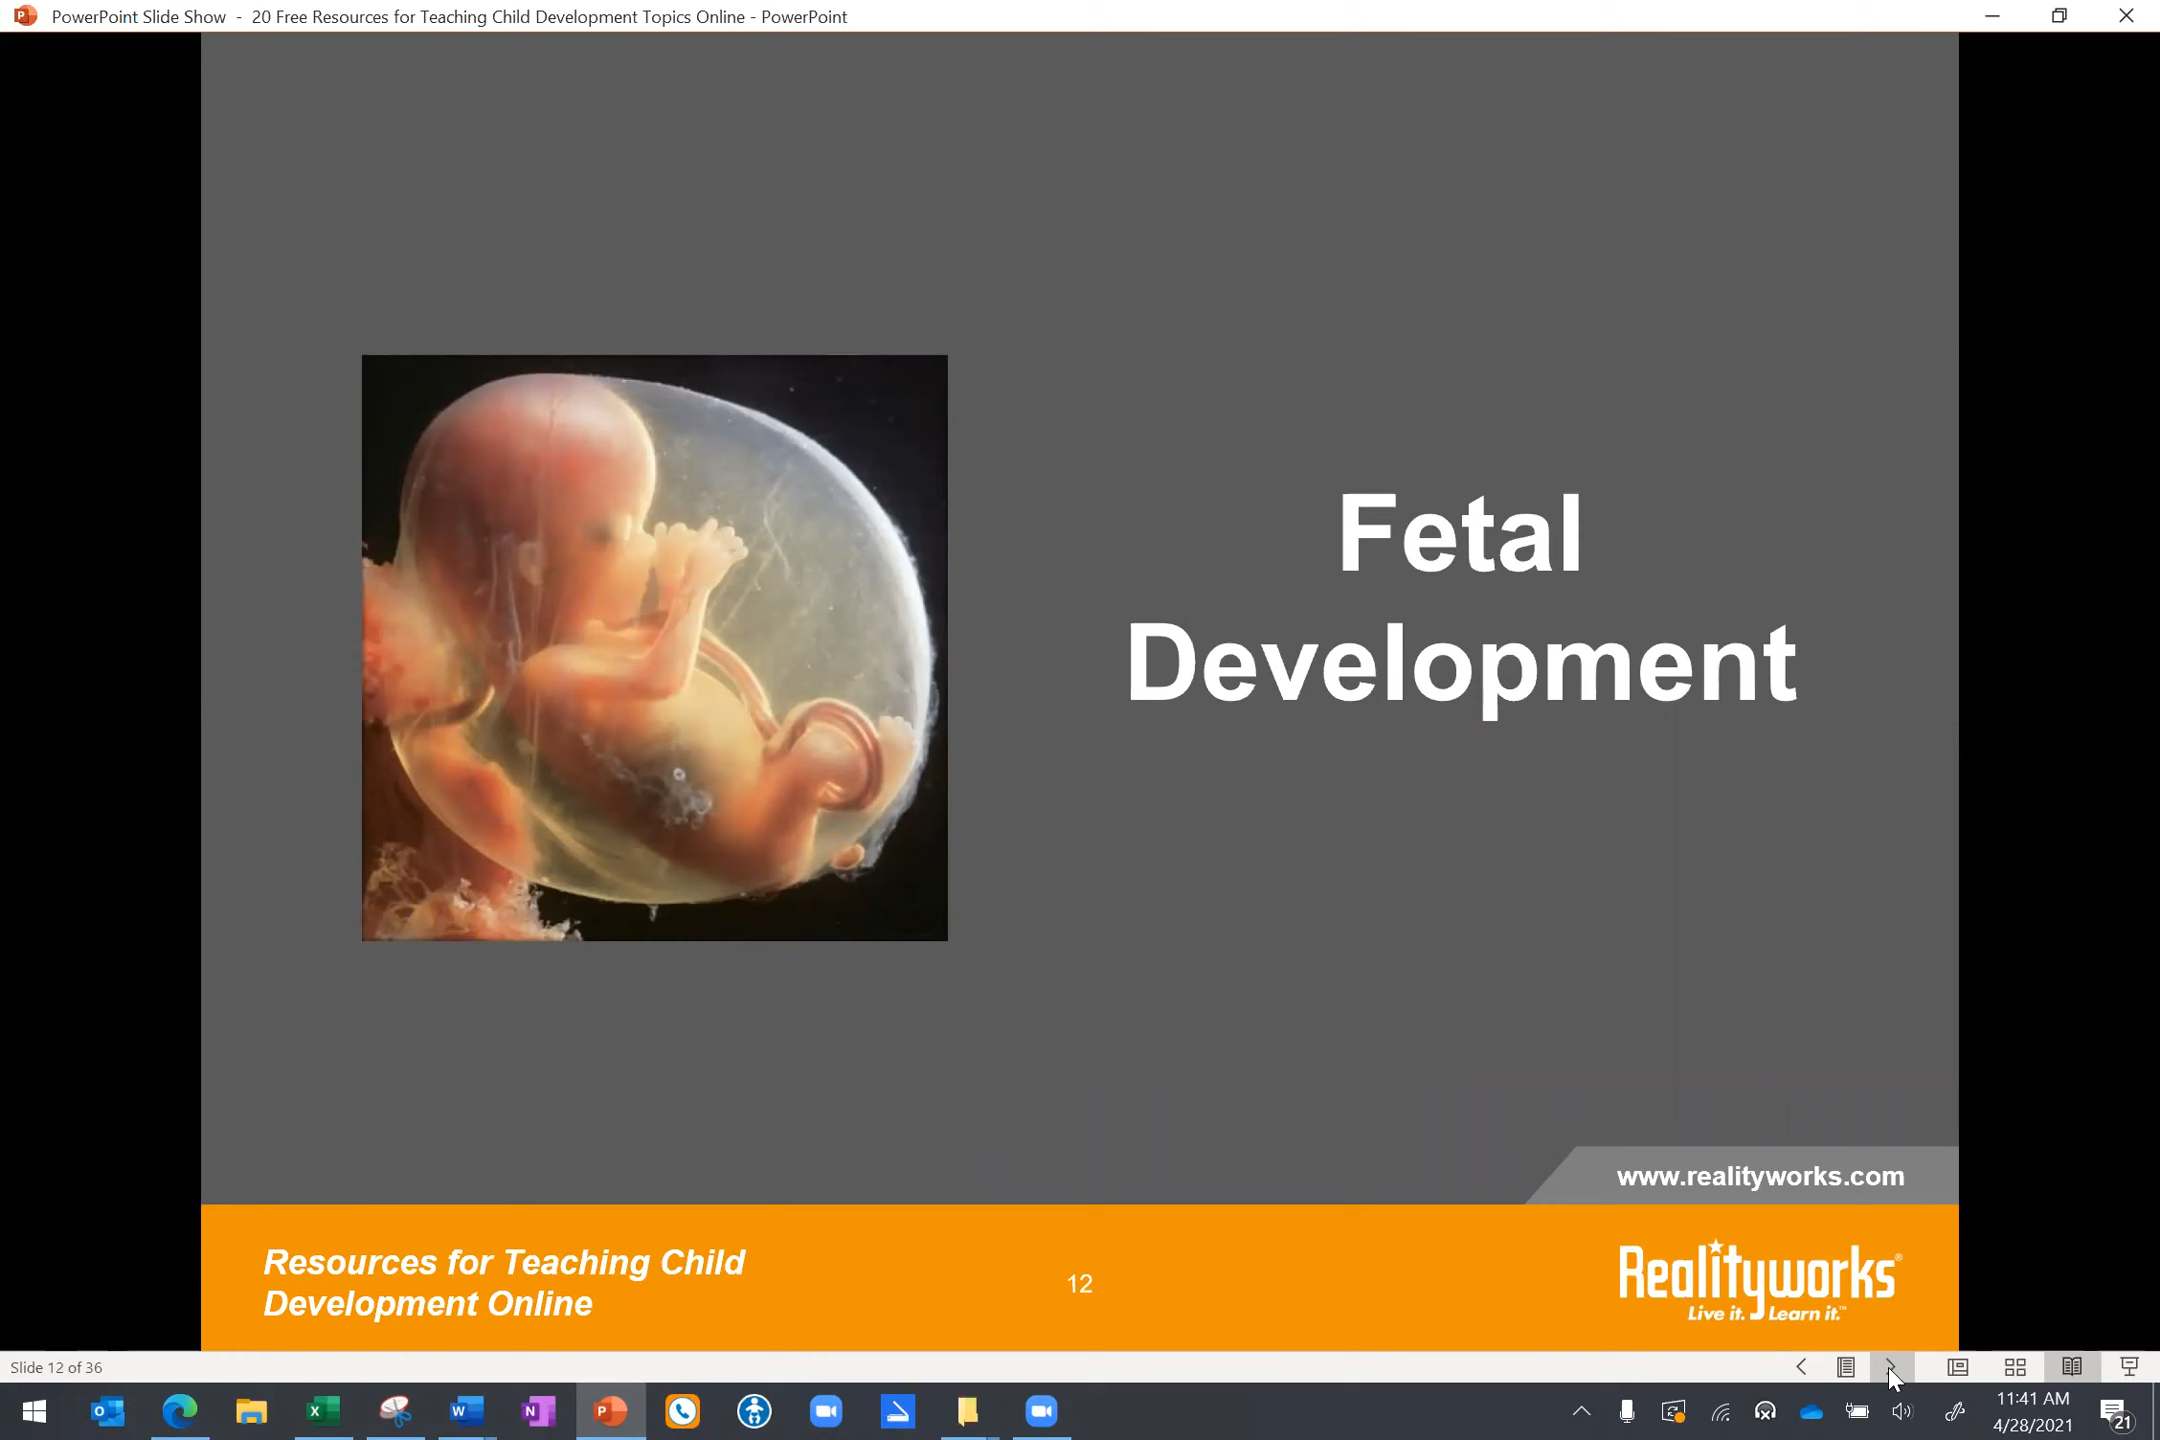 PowerPoint Slide Show - 20 Free Resources for Teaching Child Development Topics Online - PowerPoint
Fetal
Development
www.realityworks.com
Resources for Teaching Child
Development Online
12
Realityworks®
Live it. Learn it.™
Slide 12 of 36
11:41 AM
4/28/2021
21